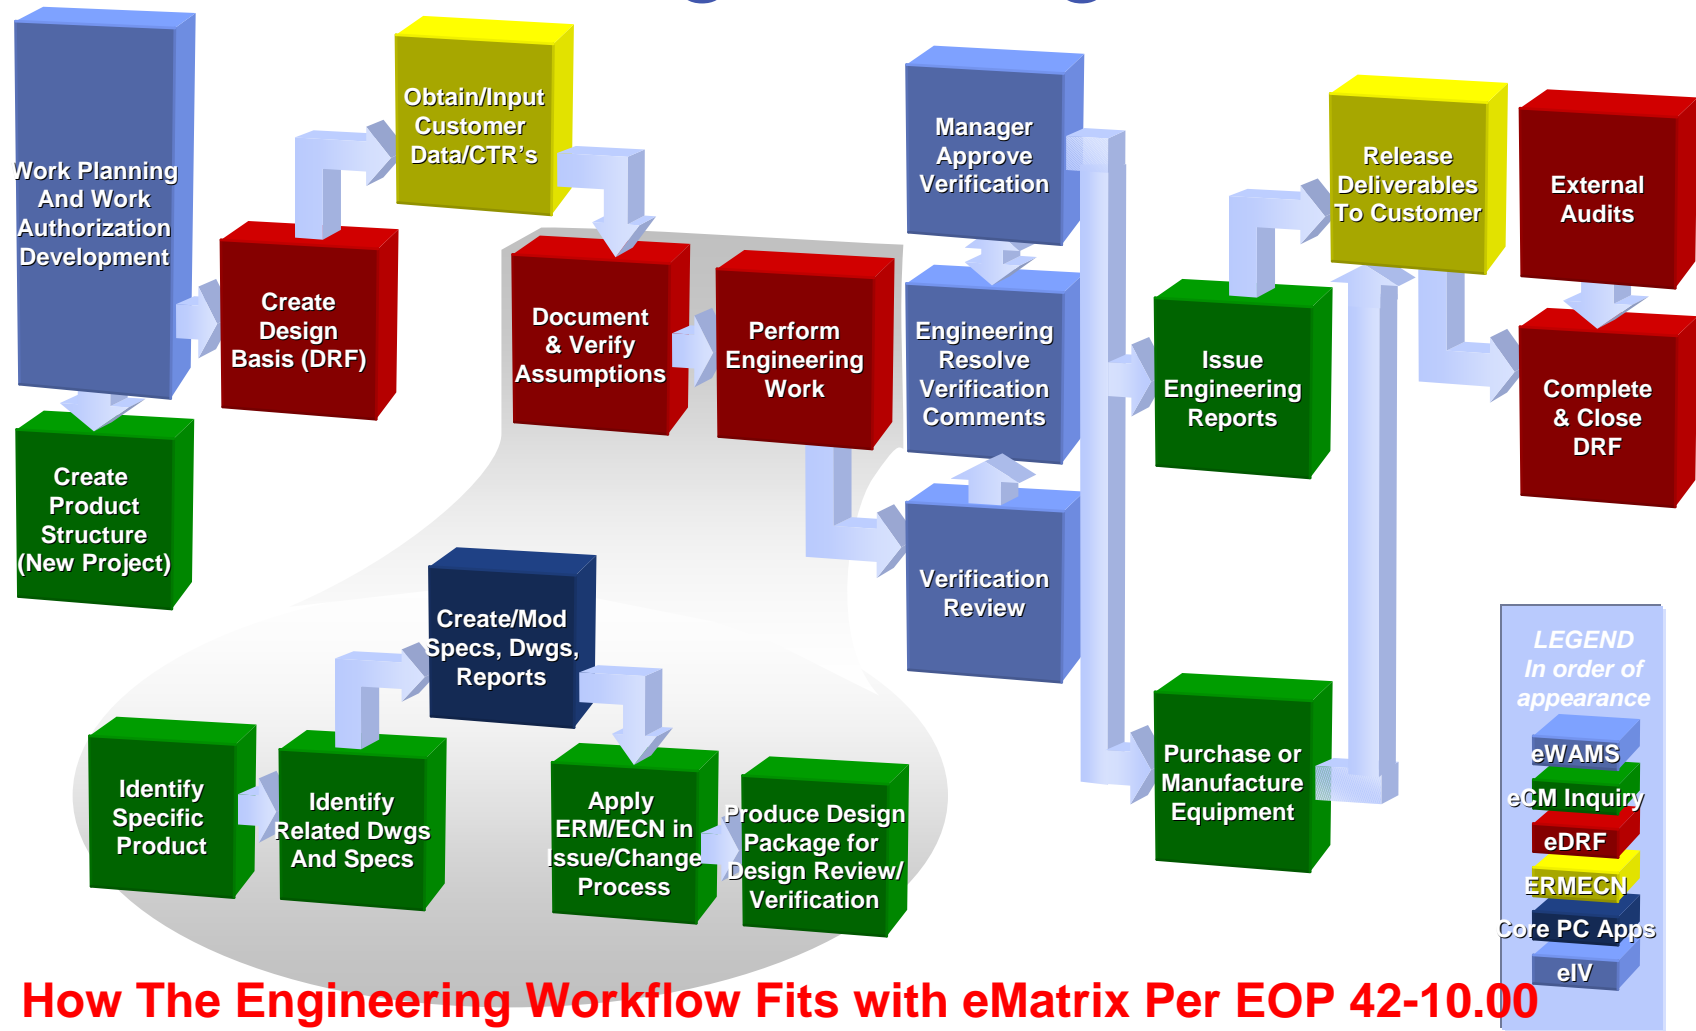 Work Planning
And Work
Authorization
Development
Create
Product
Structure
(New Project)
Create
Design
Basis (DRF)
Obtain/Input
Customer
Data/CTR's
Document
& Verify
Assumptions
Perform
Engineering
Work
Manager
Approve
Verification
Engineering
Resolve
Verification
Comments
Verification
Review
Issue
Engineering
Reports
Purchase or
Manufacture
Equipment
Release
Deliverables
To Customer
External
Audits
Complete
& Close
DRF
Identify
Specific
Product
Identify
Related Dwgs
And Specs
Create/Mod
Specs, Dwgs,
Reports
Apply
ERM/ECN in
Issue/Change
Process
Produce Design
Package for
Design Review/
Verification
LEGEND
In order of
appearance
eWAMS
eCM Inquiry
eDRF
ERMECN
Core PC Apps
eIV
How The Engineering Workflow Fits with eMatrix Per EOP 42-10.00